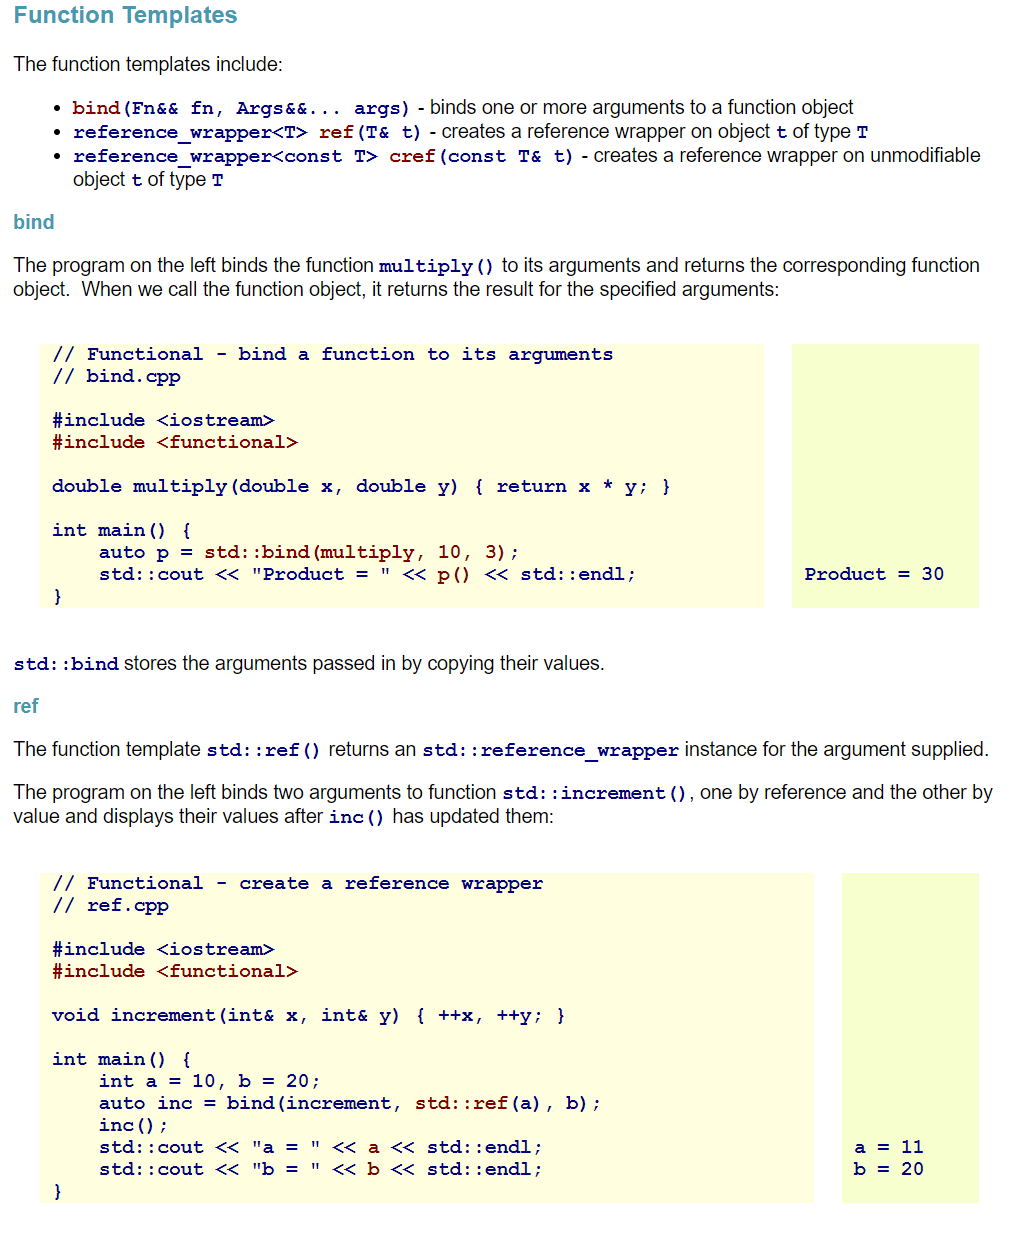 Function Templates
The function templates include:
• bind(Fn&& fn, Args&&... args) - binds one or more arguments to a function object
• reference_wrapper<T> ref(T& t) - creates a reference wrapper on object t of type T
• reference_wrapper<const T> cref(const T& t) - creates a reference wrapper on unmodifiable
object t of type T
bind
The program on the left binds the function multiply() to its arguments and returns the corresponding function
object.  When we call the function object, it returns the result for the specified arguments:
// Functional - bind a function to its arguments
// bind.cpp
#include <iostream>
#include <functional>
double multiply(double x, double y) { return x * y; }
int main() {
    auto p = std::bind(multiply, 10, 3);
    std::cout << "Product = " << p() << std::endl;
}
Product = 30
std::bind stores the arguments passed in by copying their values.
ref
The function template std::ref() returns an std::reference_wrapper instance for the argument supplied.
The program on the left binds two arguments to function std::increment(), one by reference and the other by
value and displays their values after inc() has updated them:
// Functional - create a reference wrapper
// ref.cpp
#include <iostream>
#include <functional>
void increment(int& x, int& y) { ++x, ++y; }
int main() {
    int a = 10, b = 20;
    auto inc = bind(increment, std::ref(a), b);
    inc();
    std::cout << "a = " << a << std::endl;
    std::cout << "b = " << b << std::endl;
}
a = 11
b = 20